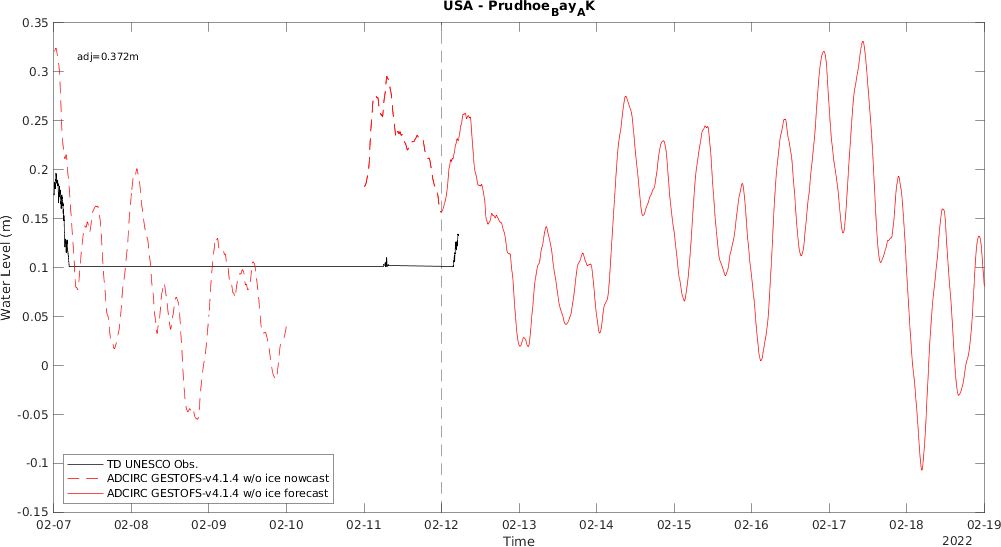 USA - PrudhoeBayAK
adj=0.372m
0.35
0.3
0.25
0.2
0.15
0.1
0.05
0
-0.05
-0.1
-0.15
Water Level (m)
TD UNESCO Obs.
ADCIRC GESTOFS-v4.1.4 w/o ice nowcast
ADCIRC GESTOFS-v4.1.4 w/o ice forecast
02-07 02-08 02-09 02-10 02-11 02-12 02-13 02-14 02-15 02-16 02-17 02-18 02-19
Time
2022